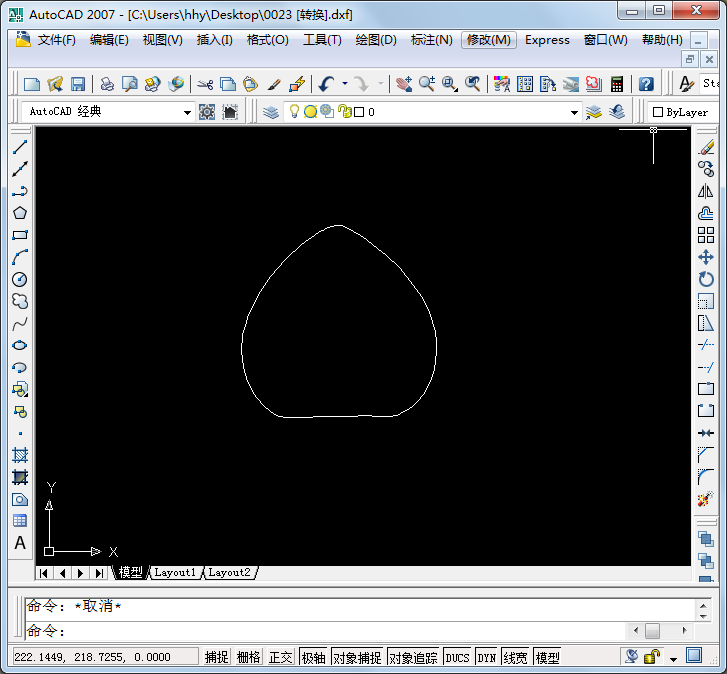 AutoCAD 2007 - [C:\Users\hhy\Desktop\0023 [转换].dxf]
文件(F) 编辑(E) 视图(V) 插入(I) 格式(O) 工具(T) 绘图(D) 标注(N) 修改(M) Express 窗口(W) 帮助(H)
A Sta
AutoCAD 经典 0 ByLayer
A
Y
X
模型 Layout1 Layout2
命令: *取消*
命令:
222.1449, 218.7255, 0.0000 捕捉 栅格 正交 极轴 对象捕捉 对象追踪 DUCS DYN 线宽 模型